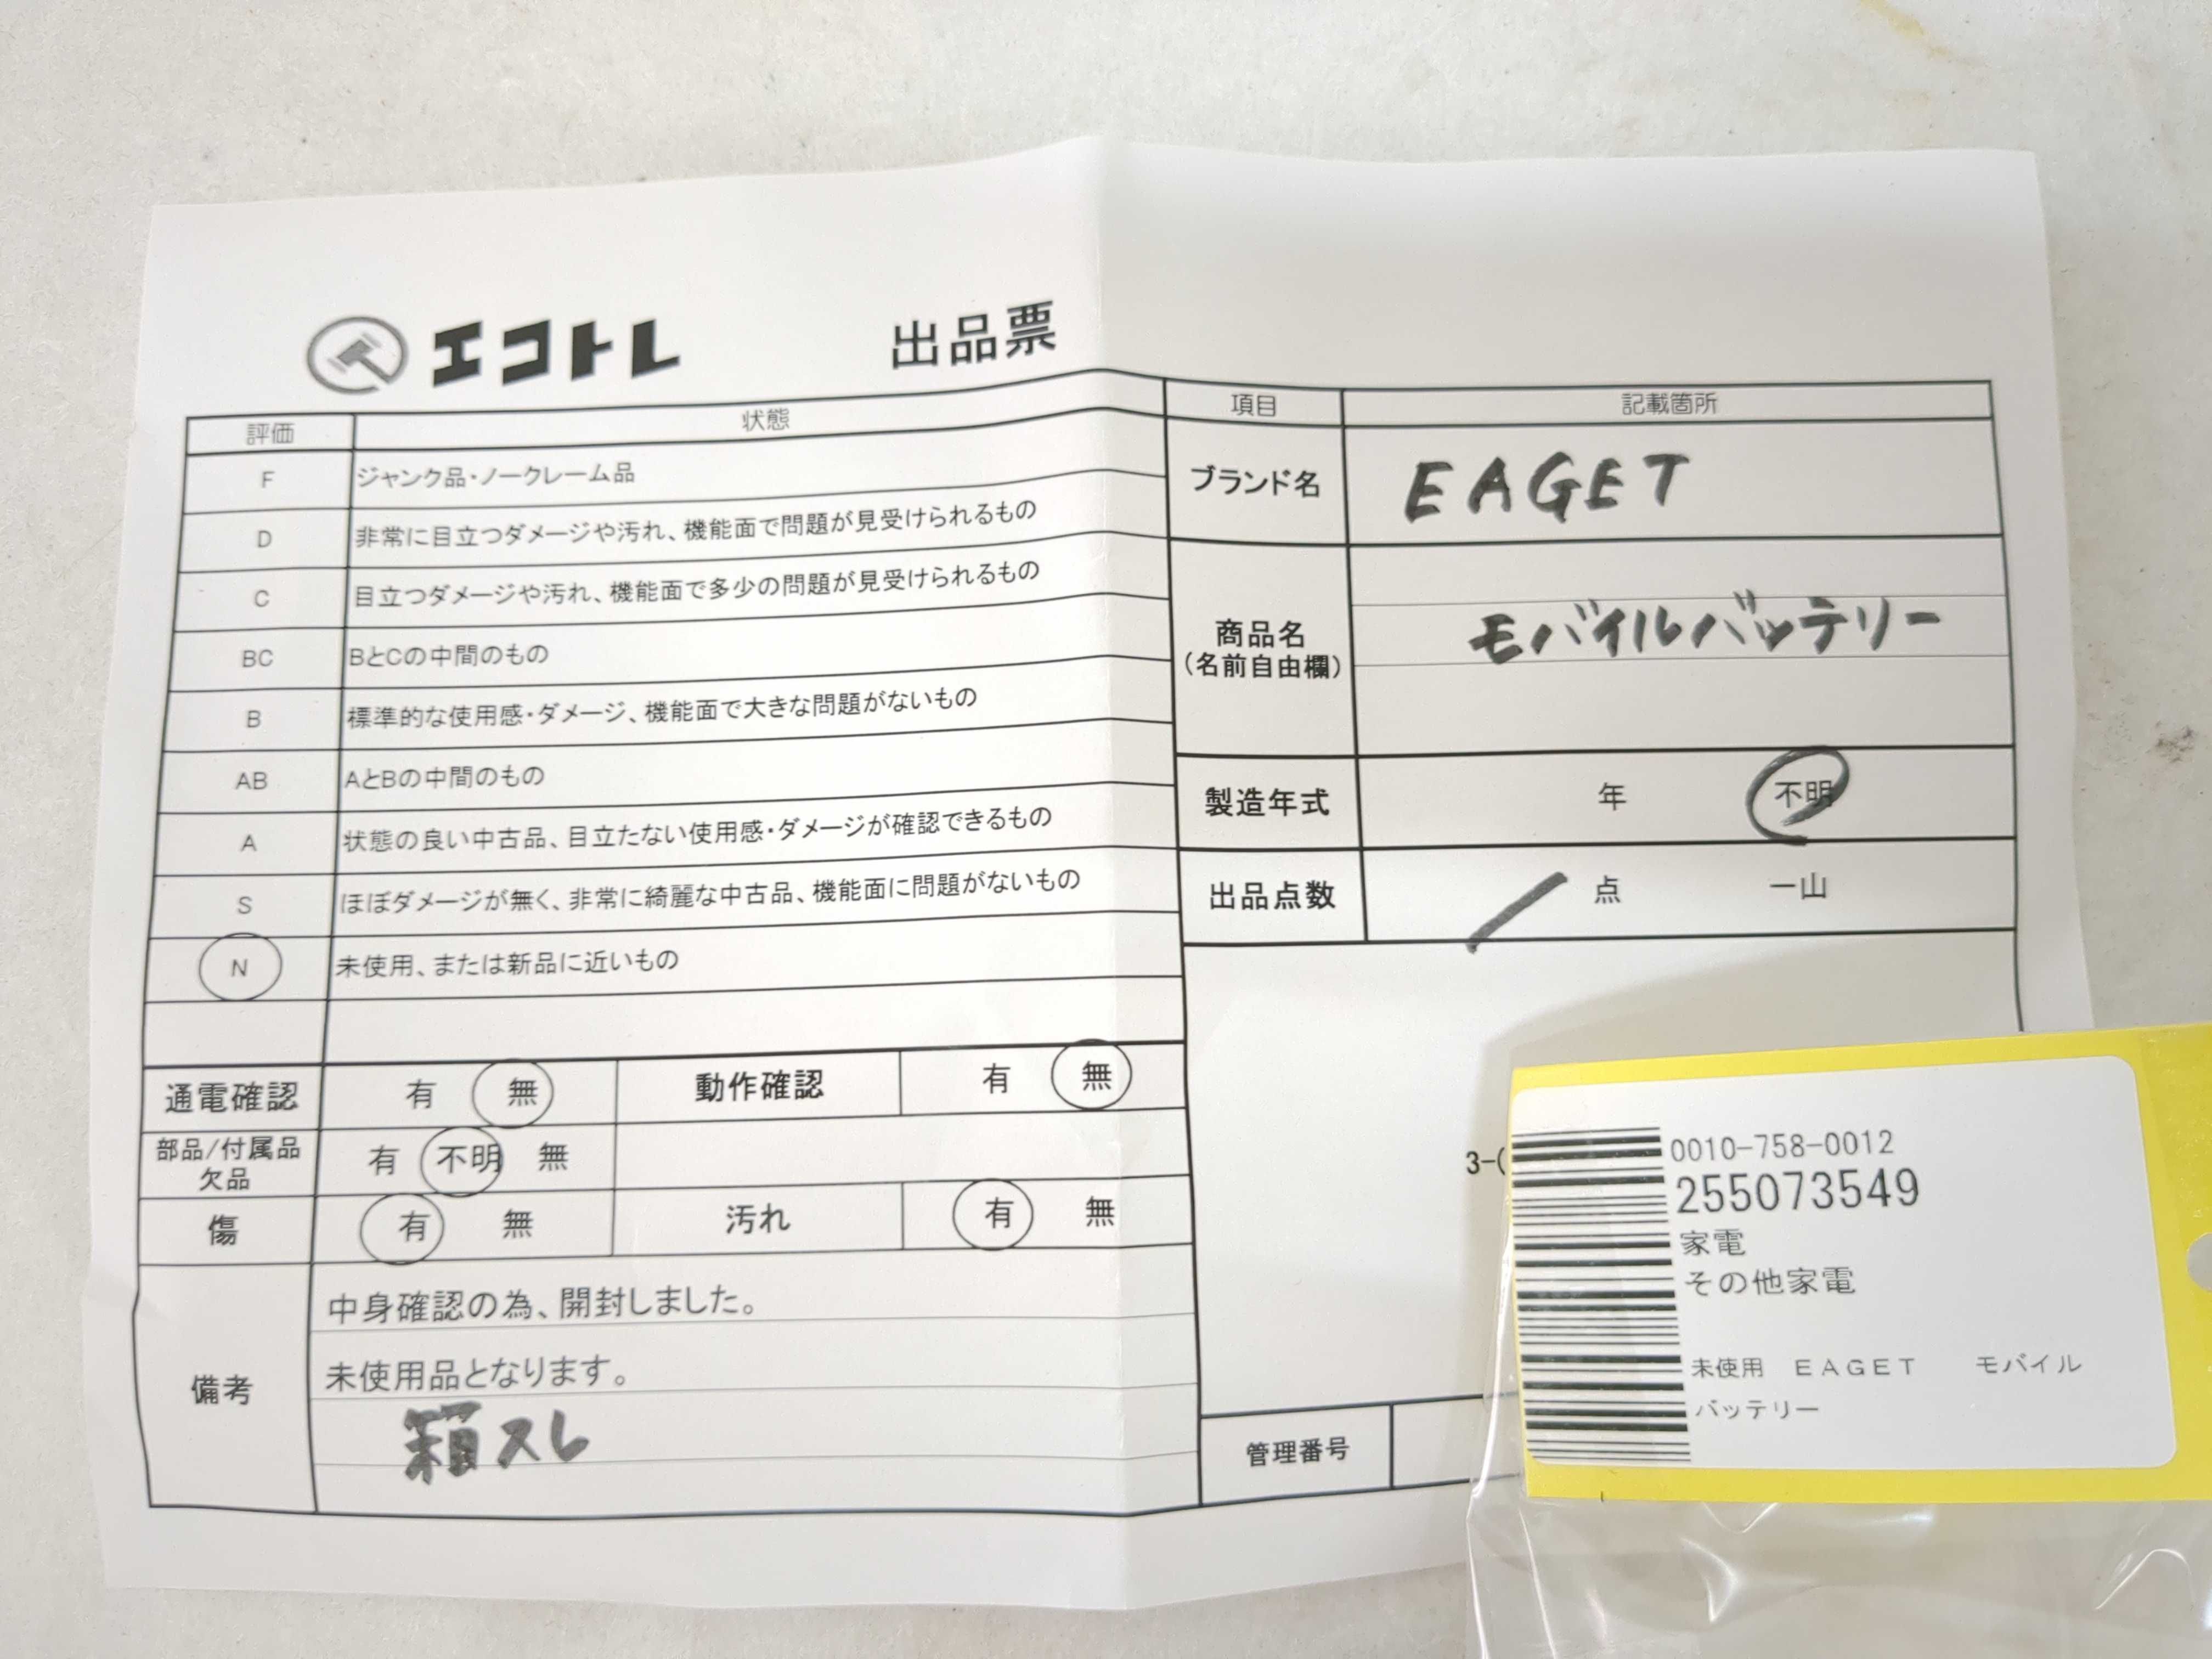 エコトレ 出品票
評価 状態
F ジャンク品・ノークレーム品
D 非常に目立つダメージや汚れ、機能面で問題が見受けられるもの
C 目立つダメージや汚れ、機能面で多少の問題が見受けられるもの
BC BとCの中間のもの
B 標準的な使用感・ダメージ、機能面で大きな問題がないもの
AB AとBの中間のもの
A 状態の良い中古品、目立たない使用感・ダメージが確認できるもの
S ほぼダメージが無く、非常に綺麗な中古品、機能面に問題がないもの
N 未使用、または新品に近いもの
通電確認 有 無 動作確認 有 無
部品/付属品
欠品 有 不明 無
傷 有 無 汚れ 有 無
備考
中身確認の為、開封しました。
未使用品となります。
箱スレ
項目 記載箇所
ブランド名 EAGET
商品名
(名前自由欄)
モバイルバッテリー
製造年式 年 不明
出品点数 / 点 一山
3-(
管理番号
0010-758-0012
255073549
家電
その他家電
未使用 EAGET モバイル
バッテリー